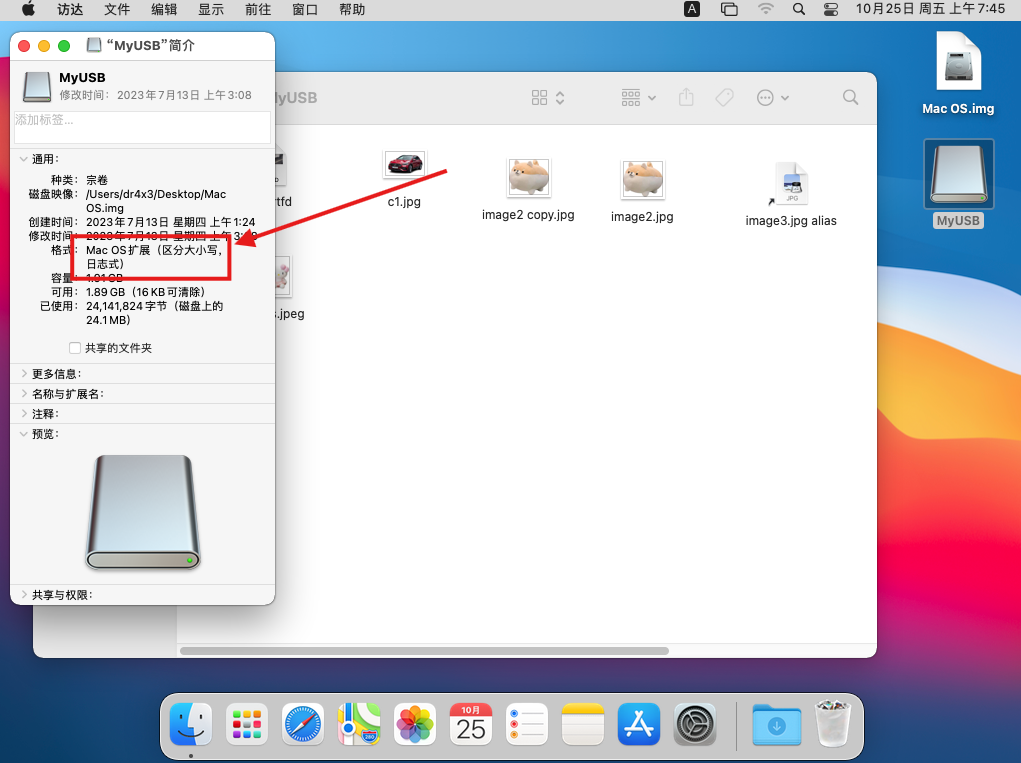 访达 文件 编辑 显示 前往 窗口 帮助 A 10月25日 周五 上午7:45
“MyUSB”简介
MyUSB
修改时间: 2023年7月13日 上午3:08
添加标签...
通用:
种类: 宗卷
磁盘映像: /Users/dr4x3/Desktop/Mac
OS.img
创建时间: 2023年7月13日 星期四 上午1:24
修改时间: 2023年7月13日 星期四 上午
格式: Mac OS扩展（区分大小写,
日志式）
容量: 1.91 GB
可用: 1.89 GB（16 KB可清除）
已使用: 24,141,824字节（磁盘上的
24.1 MB）
共享的文件夹
更多信息:
名称与扩展名:
注释:
预览:
共享与权限:
MyUSB
tfd
c1.jpg
image2 copy.jpg
image2.jpg
JPG
image3.jpg alias
s.jpeg
Mac OS.img
MyUSB
10月
25
280